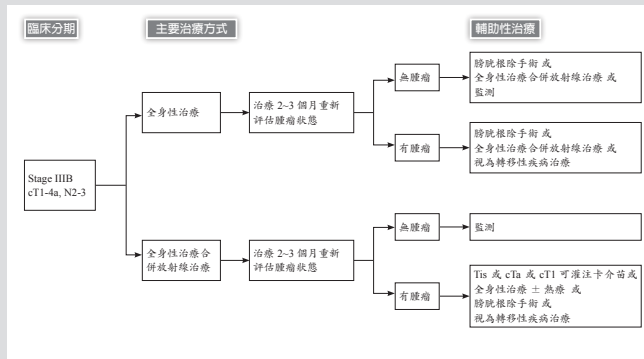 臨床分期
主要治療方式
輔助性治療
Stage IIIB
cT1-4a, N2-3
全身性治療
治療 2~3 個月重新
評估腫瘤狀態
無腫瘤
膀胱根除手術 或
全身性治療合併放射線治療 或
監測
有腫瘤
膀胱根除手術 或
全身性治療合併放射線治療 或
視為轉移性疾病治療
全身性治療合
併放射線治療
治療 2~3 個月重新
評估腫瘤狀態
無腫瘤
監測
有腫瘤
Tis 或 cTa 或 cT1 可灌注卡介苗或
全身性治療 ± 熱療 或
膀胱根除手術 或
視為轉移性疾病治療